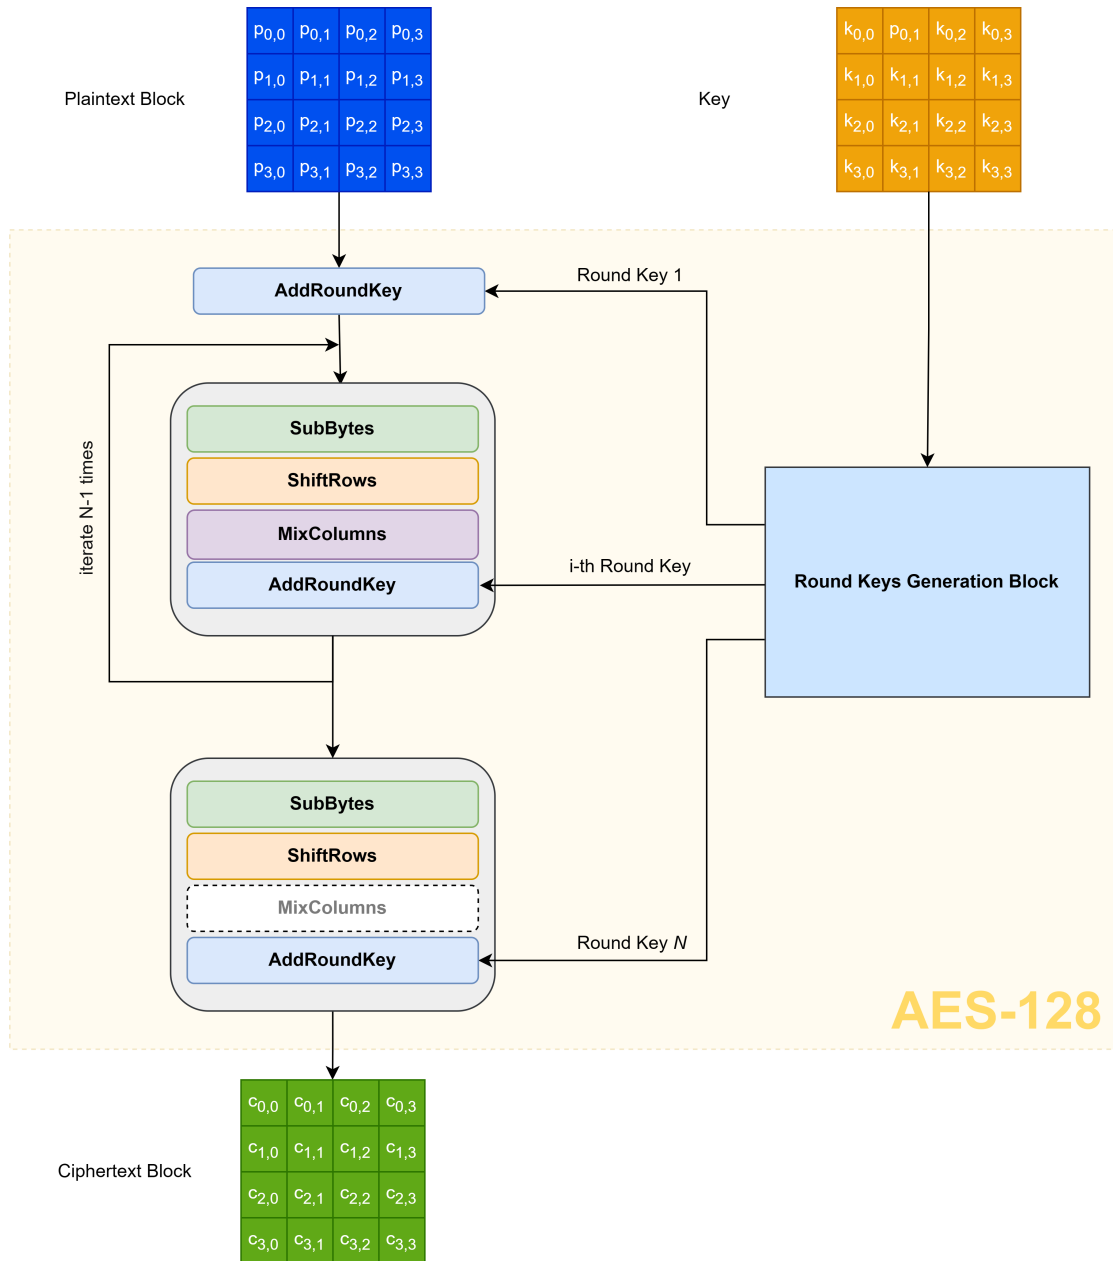 p0,0 p0,1 p0,2 p0,3
p1,0 p1,1 p1,2 p1,3
p2,0 p2,1 p2,2 p2,3
p3,0 p3,1 p3,2 p3,3
Plaintext Block
k0,0 p0,1 k0,2 k0,3
k1,0 k1,1 k1,2 k1,3
k2,0 k2,1 k2,2 k2,3
k3,0 k3,1 k3,2 k3,3
Key
AddRoundKey
Round Key 1
iterate N-1 times
SubBytes
ShiftRows
MixColumns
AddRoundKey
i-th Round Key
Round Keys Generation Block
SubBytes
ShiftRows
MixColumns
AddRoundKey
Round Key N
AES-128
Ciphertext Block
c0,0 c0,1 c0,2 c0,3
c1,0 c1,1 c1,2 c1,3
c2,0 c2,1 c2,2 c2,3
c3,0 c3,1 c3,2 c3,3